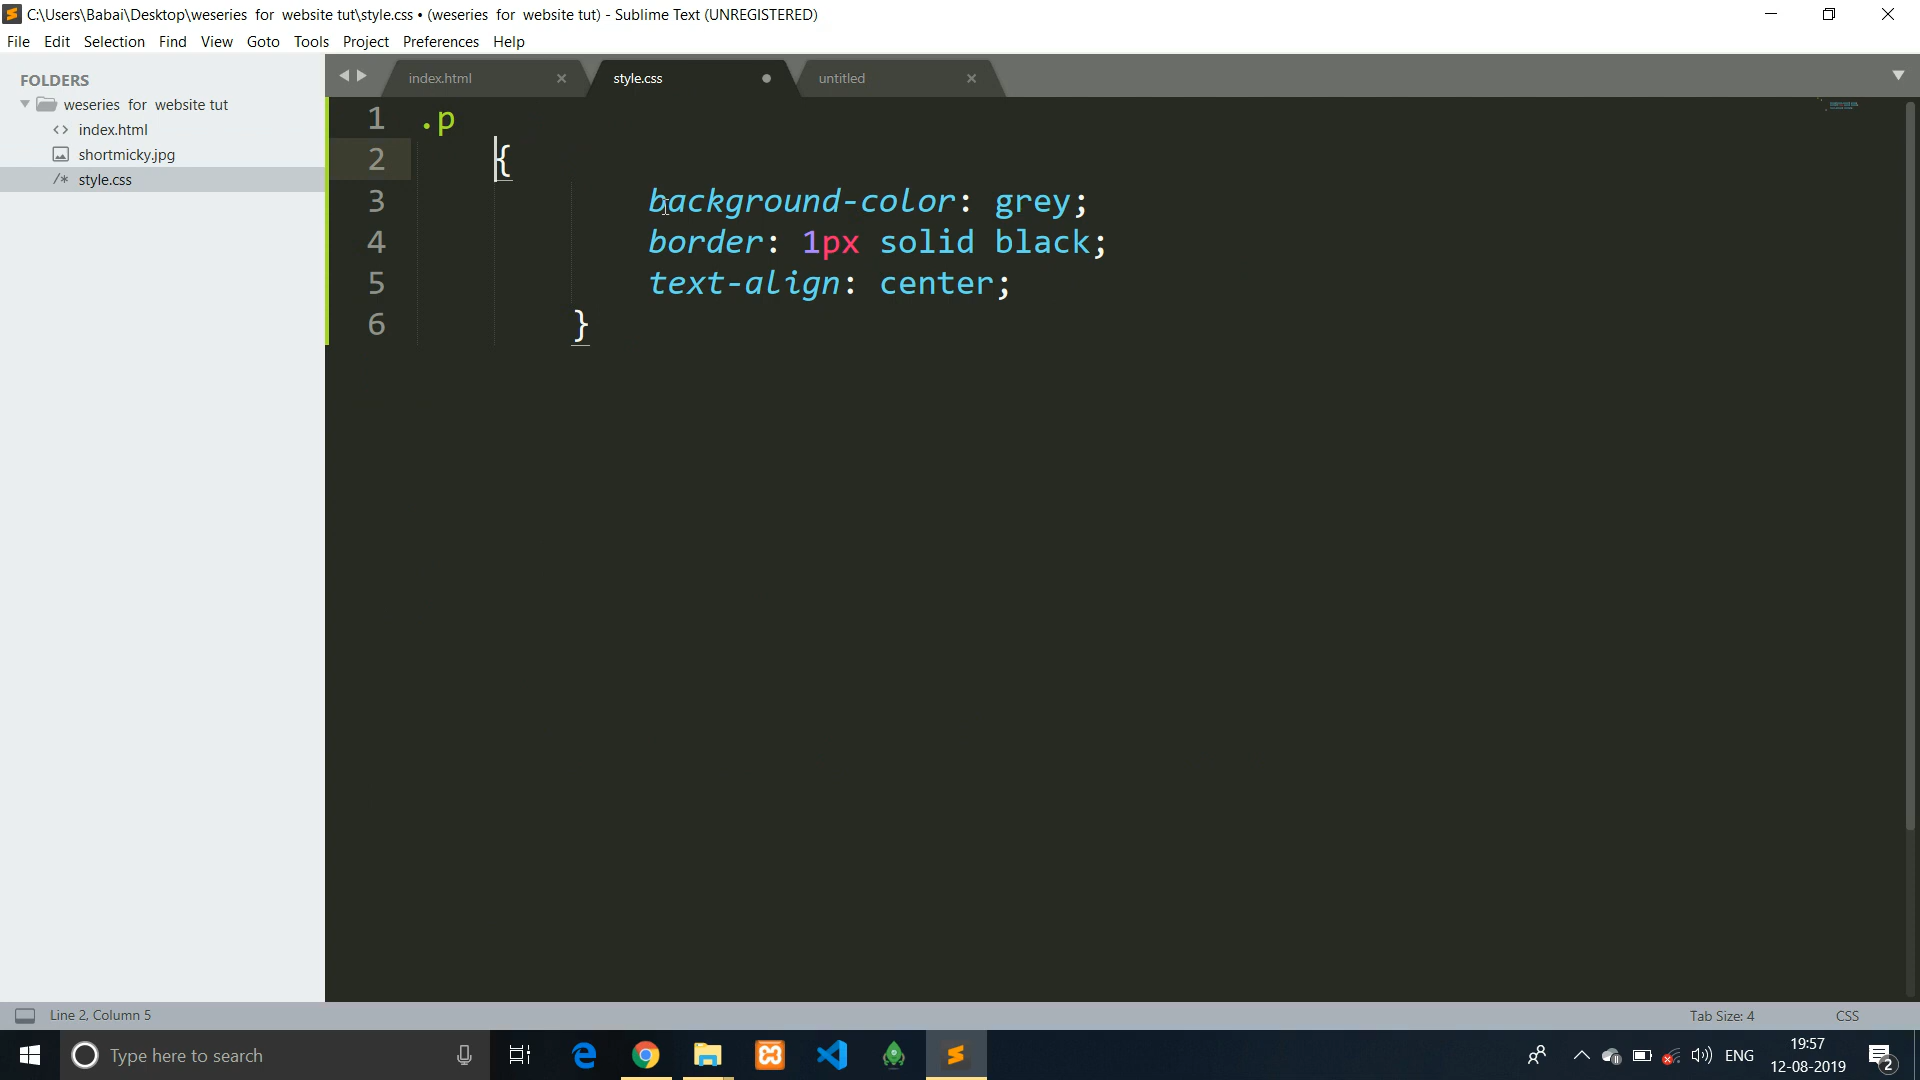 C:\Users\Babai\Desktop\weseries  for  website tut\style.css • (weseries  for  website tut) - Sublime Text (UNREGISTERED)
File Edit Selection Find View Goto Tools Project Preferences Help
FOLDERS
weseries  for  website tut
<> index.html
shortmicky.jpg
/* style.css
index.html
style.css
untitled
1 .p
2 {
3 background-color: grey;
4 border: 1px solid black;
5 text-align: center;
6 }
Line 2, Column 5
Tab Size: 4
CSS
Type here to search
ENG
19:57
12-08-2019
2